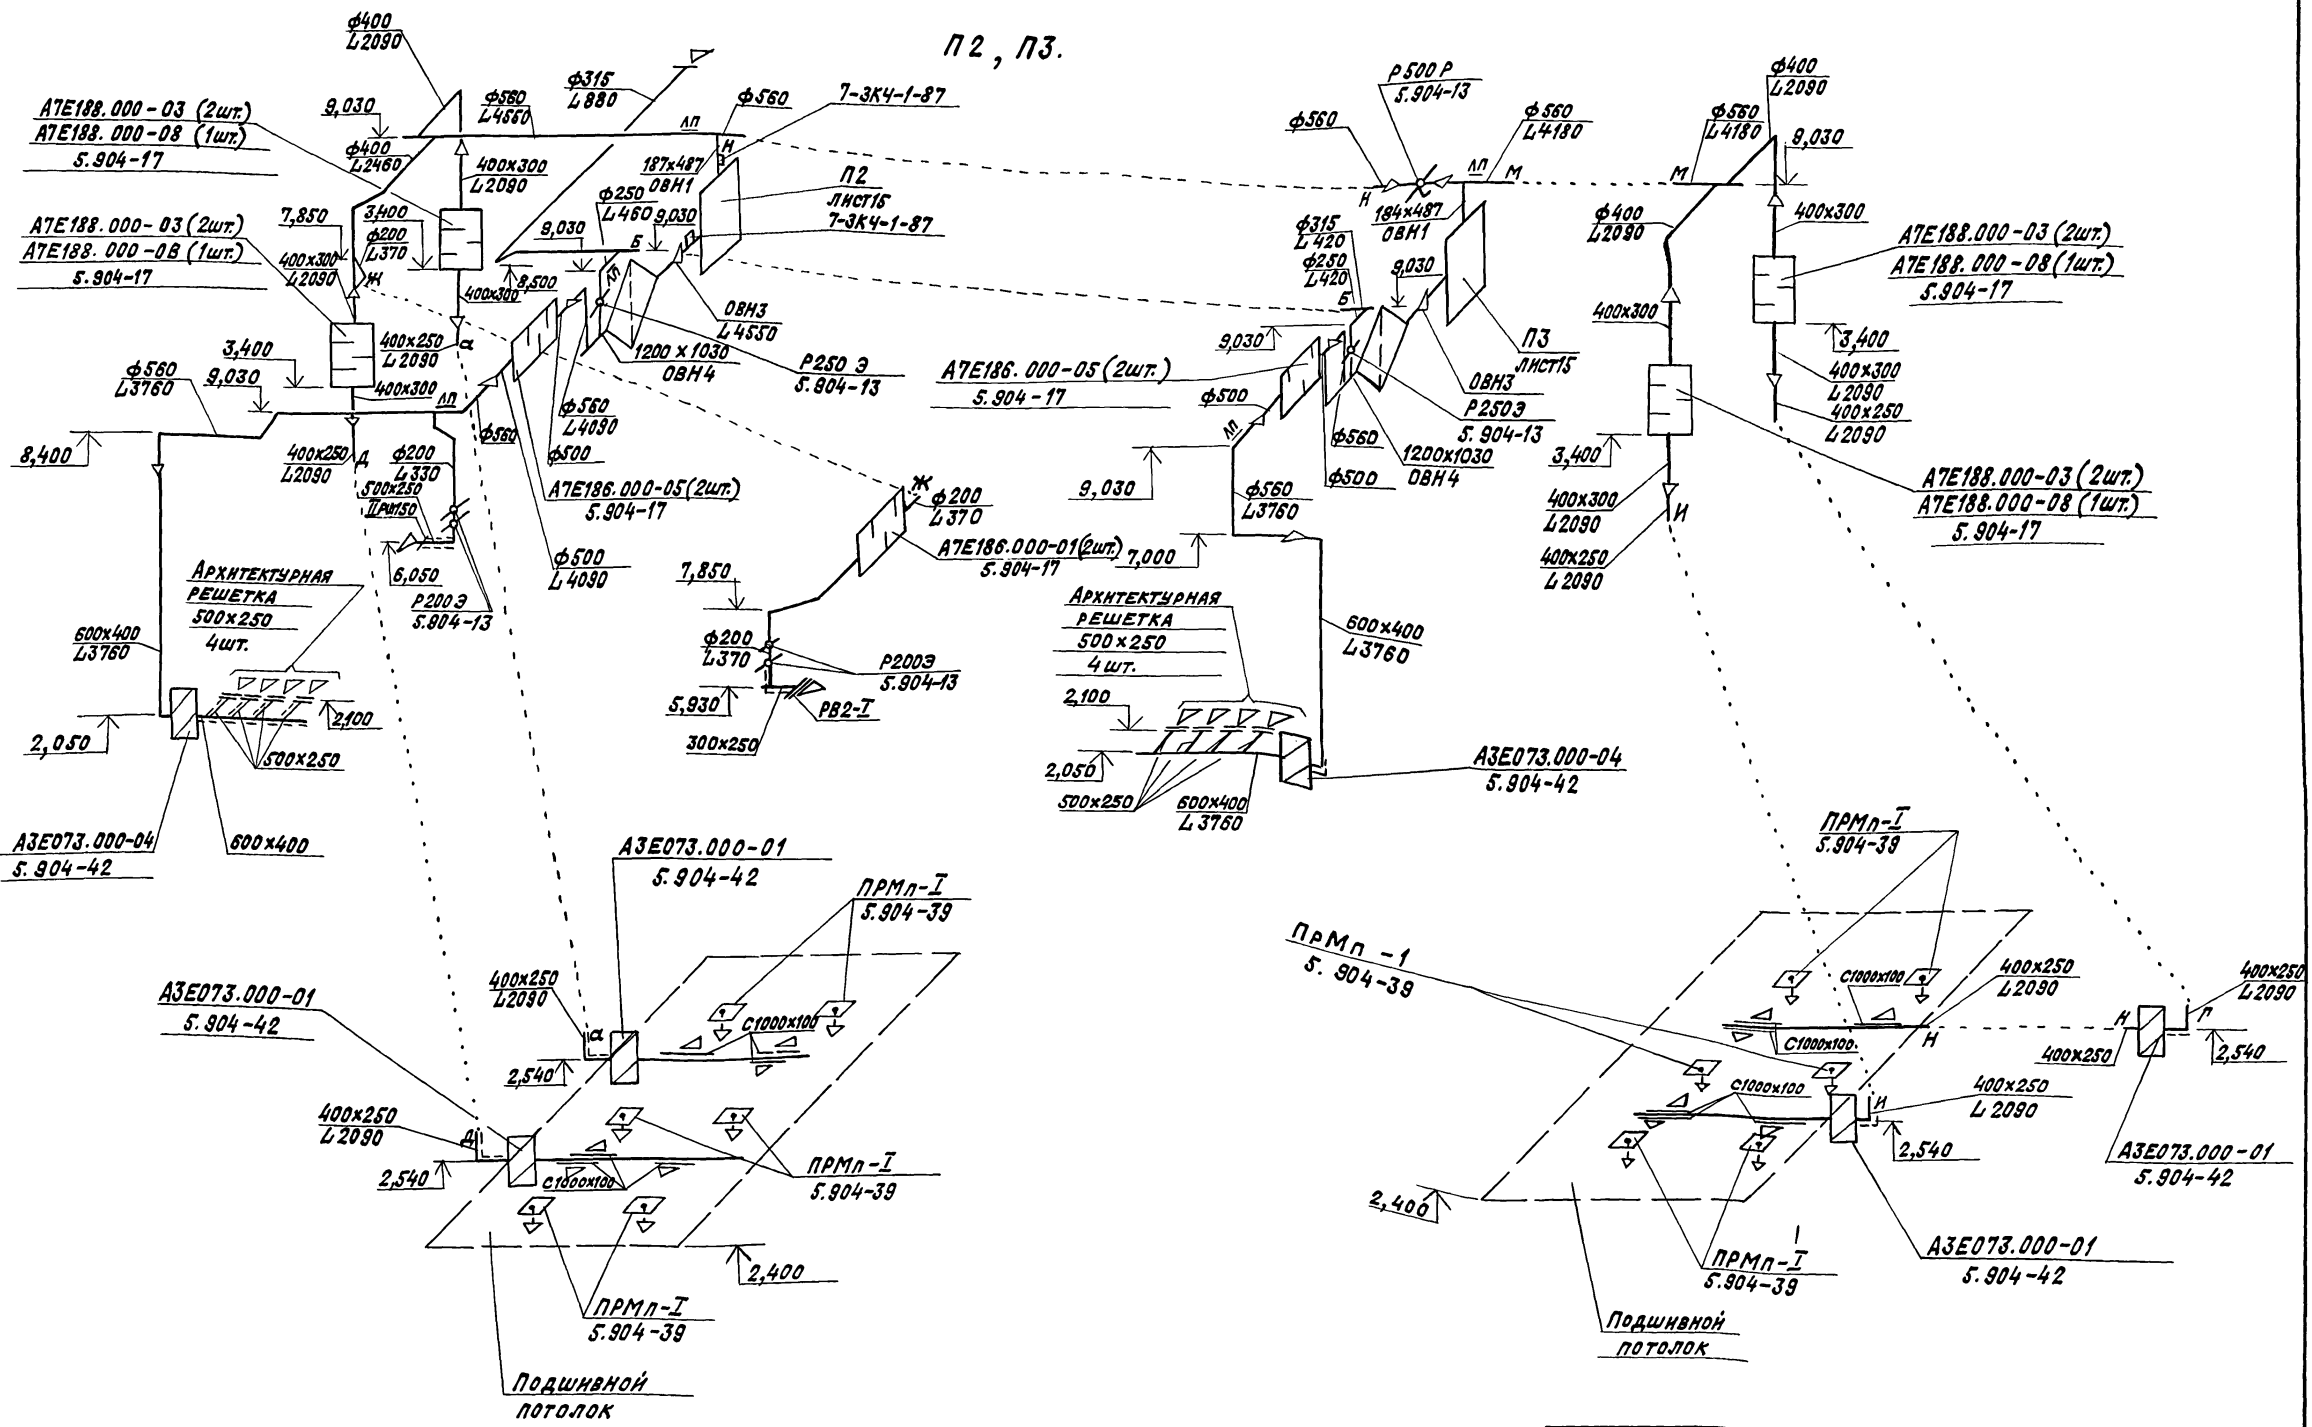 П2, П3.
ф400
L2090
ф315
L880
А7Е188.000-03 (2шт.)
А7Е188.000-08 (1шт.)
5.904-17
9,030
ф560
L4550
ЛП
ф560
7-ЗК4-1-87
Н
ф400
L2460
400х300
L2090
187х487
ОВН1
П2
лист15
7-ЗК4-1-87
ф250
L460
9,030
9,030
Б
А7Е188.000-03 (2шт.)
А7Е188.000-08 (1шт.)
5.904-17
7,850
3,400
ф200
L370
400х300
L2090
Ж
400х300
8,500
ЛП
ОВН3
L4550
400х250
L2090
а
1200х1030
ОВН4
Р250Э
5.904-13
3,400
9,030
ф560
L3760
400х300
ЛП
ф560
ф560
L4090
ф500
8,400
400х250
L2090
Д
ф200
L330
500х250
ПРМ150
А7Е186.000-05 (2шт.)
5.904-17
ф500
L4090
6,050
Р200Э
5.904-13
Архитектурная
решетка
500х250
4шт.
600х400
L3760
2,100
2,050
500х250
А3Е073.000-04
5.904-42
600х400
Ж
ф200
L370
А7Е186.000-01 (2шт.)
5.904-17
7,850
ф200
L370
Р200Э
5.904-13
5,930
РВ2-I
300х250
Р500Р
5.904-13
ф560
ф560
L4180
ЛП
М
Н
184х487
ОВН1
М
ф560
L4180
ф400
L2090
9,030
ф400
L2090
400х300
ф315
L420
ф250
L420
Б
9,030
9,030
П3
лист15
ОВН3
А7Е186.000-05 (2шт.)
5.904-17
ф500
Р250Э
5.904-13
ЛП
ф560
ф500
1200х1030
ОВН4
9,030
ф560
L3760
7,000
Архитектурная
решетка
500х250
4шт.
600х400
L3760
2,100
2,050
500х250
600х400
L3760
А3Е073.000-04
5.904-42
А7Е188.000-03 (2шт.)
А7Е188.000-08 (1шт.)
5.904-17
400х300
3,400
400х300
L2090
400х250
L2090
3,400
400х300
L2090
И
400х250
L2090
А7Е188.000-03 (2шт.)
А7Е188.000-08 (1шт.)
5.904-17
А3Е073.000-01
5.904-42
ПРМп-I
5.904-39
А3Е073.000-01
5.904-42
400х250
L2090
а
С1000х100
2,540
400х250
L2090
Д
2,540
С1000х100
ПРМп-I
5.904-39
2,400
ПРМп-I
5.904-39
Подшивной
потолок
ПРМп-I
5.904-39
ПрМп-1
5.904-39
С1000х100
400х250
L2090
С1000х100.
Н
Н
400х250
400х250
L2090
П
2,540
С1000х100
400х250
L2090
И
2,540
А3Е073.000-01
5.904-42
2,400
ПРМп-I
5.904-39
А3Е073.000-01
5.904-42
Подшивной
потолок